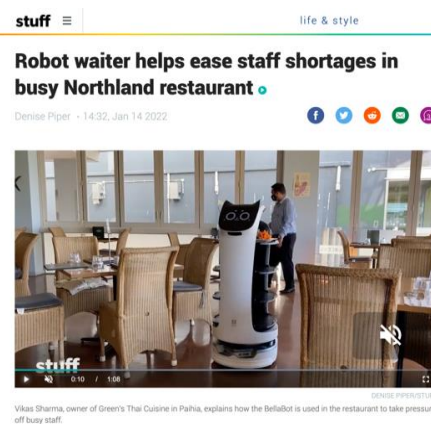 stuff
life & style
Robot waiter helps ease staff shortages in
busy Northland restaurant
Denise Piper • 14:32, Jan 14 2022
stuff
0:10 / 1:08
DENISE PIPER/STU
Vikas Sharma, owner of Green's Thai Cuisine in Paihia, explains how the BellaBot is used in the restaurant to take pressur
off busy staff.